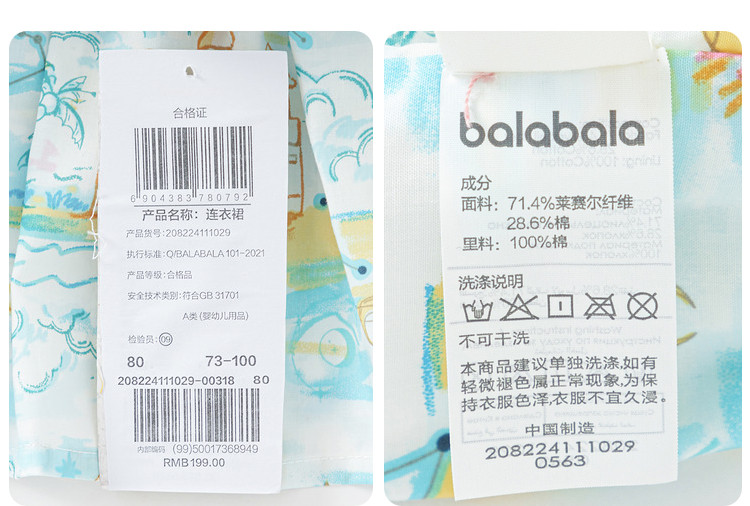 合格证
6 904383 780792
产品名称：连衣裙
产品货号：208224111029
执行标准：Q/BALABALA 101-2021
产品等级：合格品
安全技术类别：符合GB 31701
A类（婴幼儿用品）
检验员：09
80 73-100
208224111029-00318 80
内部编码 (99)50017368949
RMB199.00
balabala
成分
面料：71.4%莱赛尔纤维
28.6%棉
里料：100%棉
洗涤说明
不可干洗
本商品建议单独洗涤，如有
轻微褪色属正常现象，为保
持衣服色泽，衣服不宜久浸。
中国制造
208224111029
0563